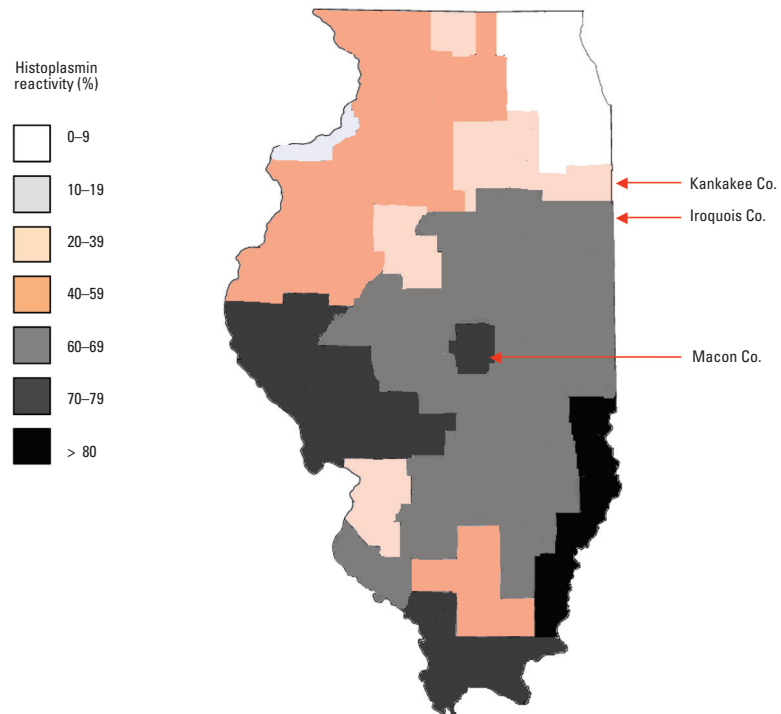 Histoplasmin
reactivity (%)
0–9
10–19
20–39
40–59
60–69
70–79
> 80
Kankakee Co.
Iroquois Co.
Macon Co.